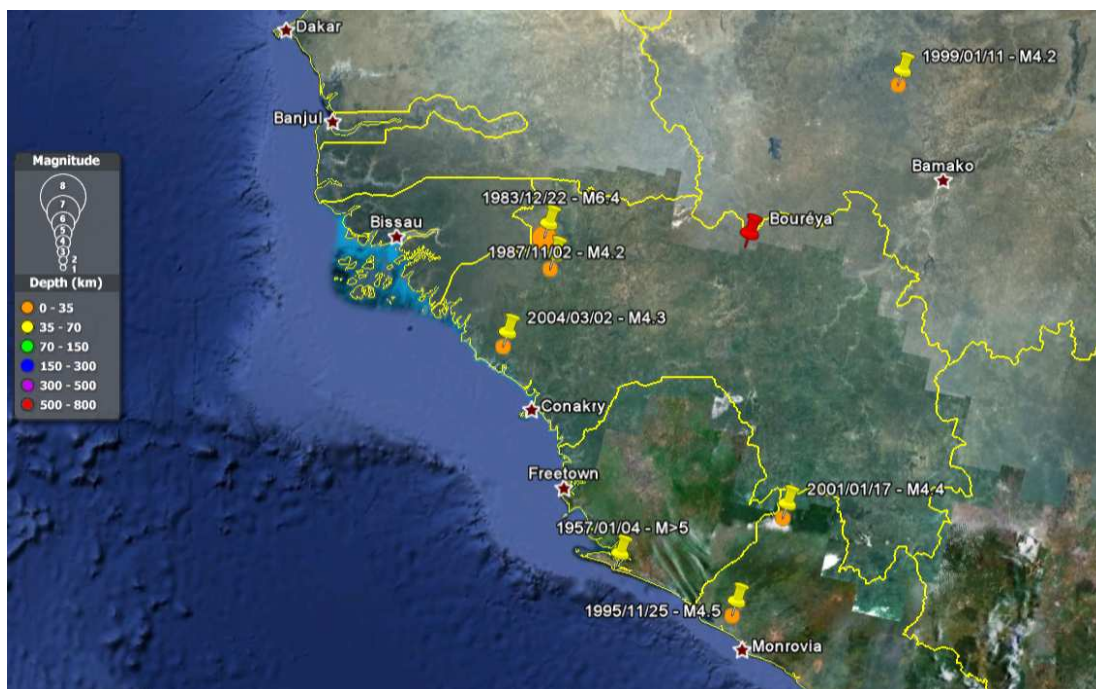 Dakar
1999/01/11 - M4.2
Banjul
Magnitude
8
7
6
5
4
3
2
1
Depth (km)
0 - 35
35 - 70
70 - 150
150 - 300
300 - 500
500 - 800
Bamako
1983/12/22 - M6.4
Bouréya
Bissau
1987/11/02 - M4.2
2004/03/02 - M4.3
Conakry
Freetown
2001/01/17 - M4.4
1957/01/04 - M>5
1995/11/25 - M4.5
Monrovia